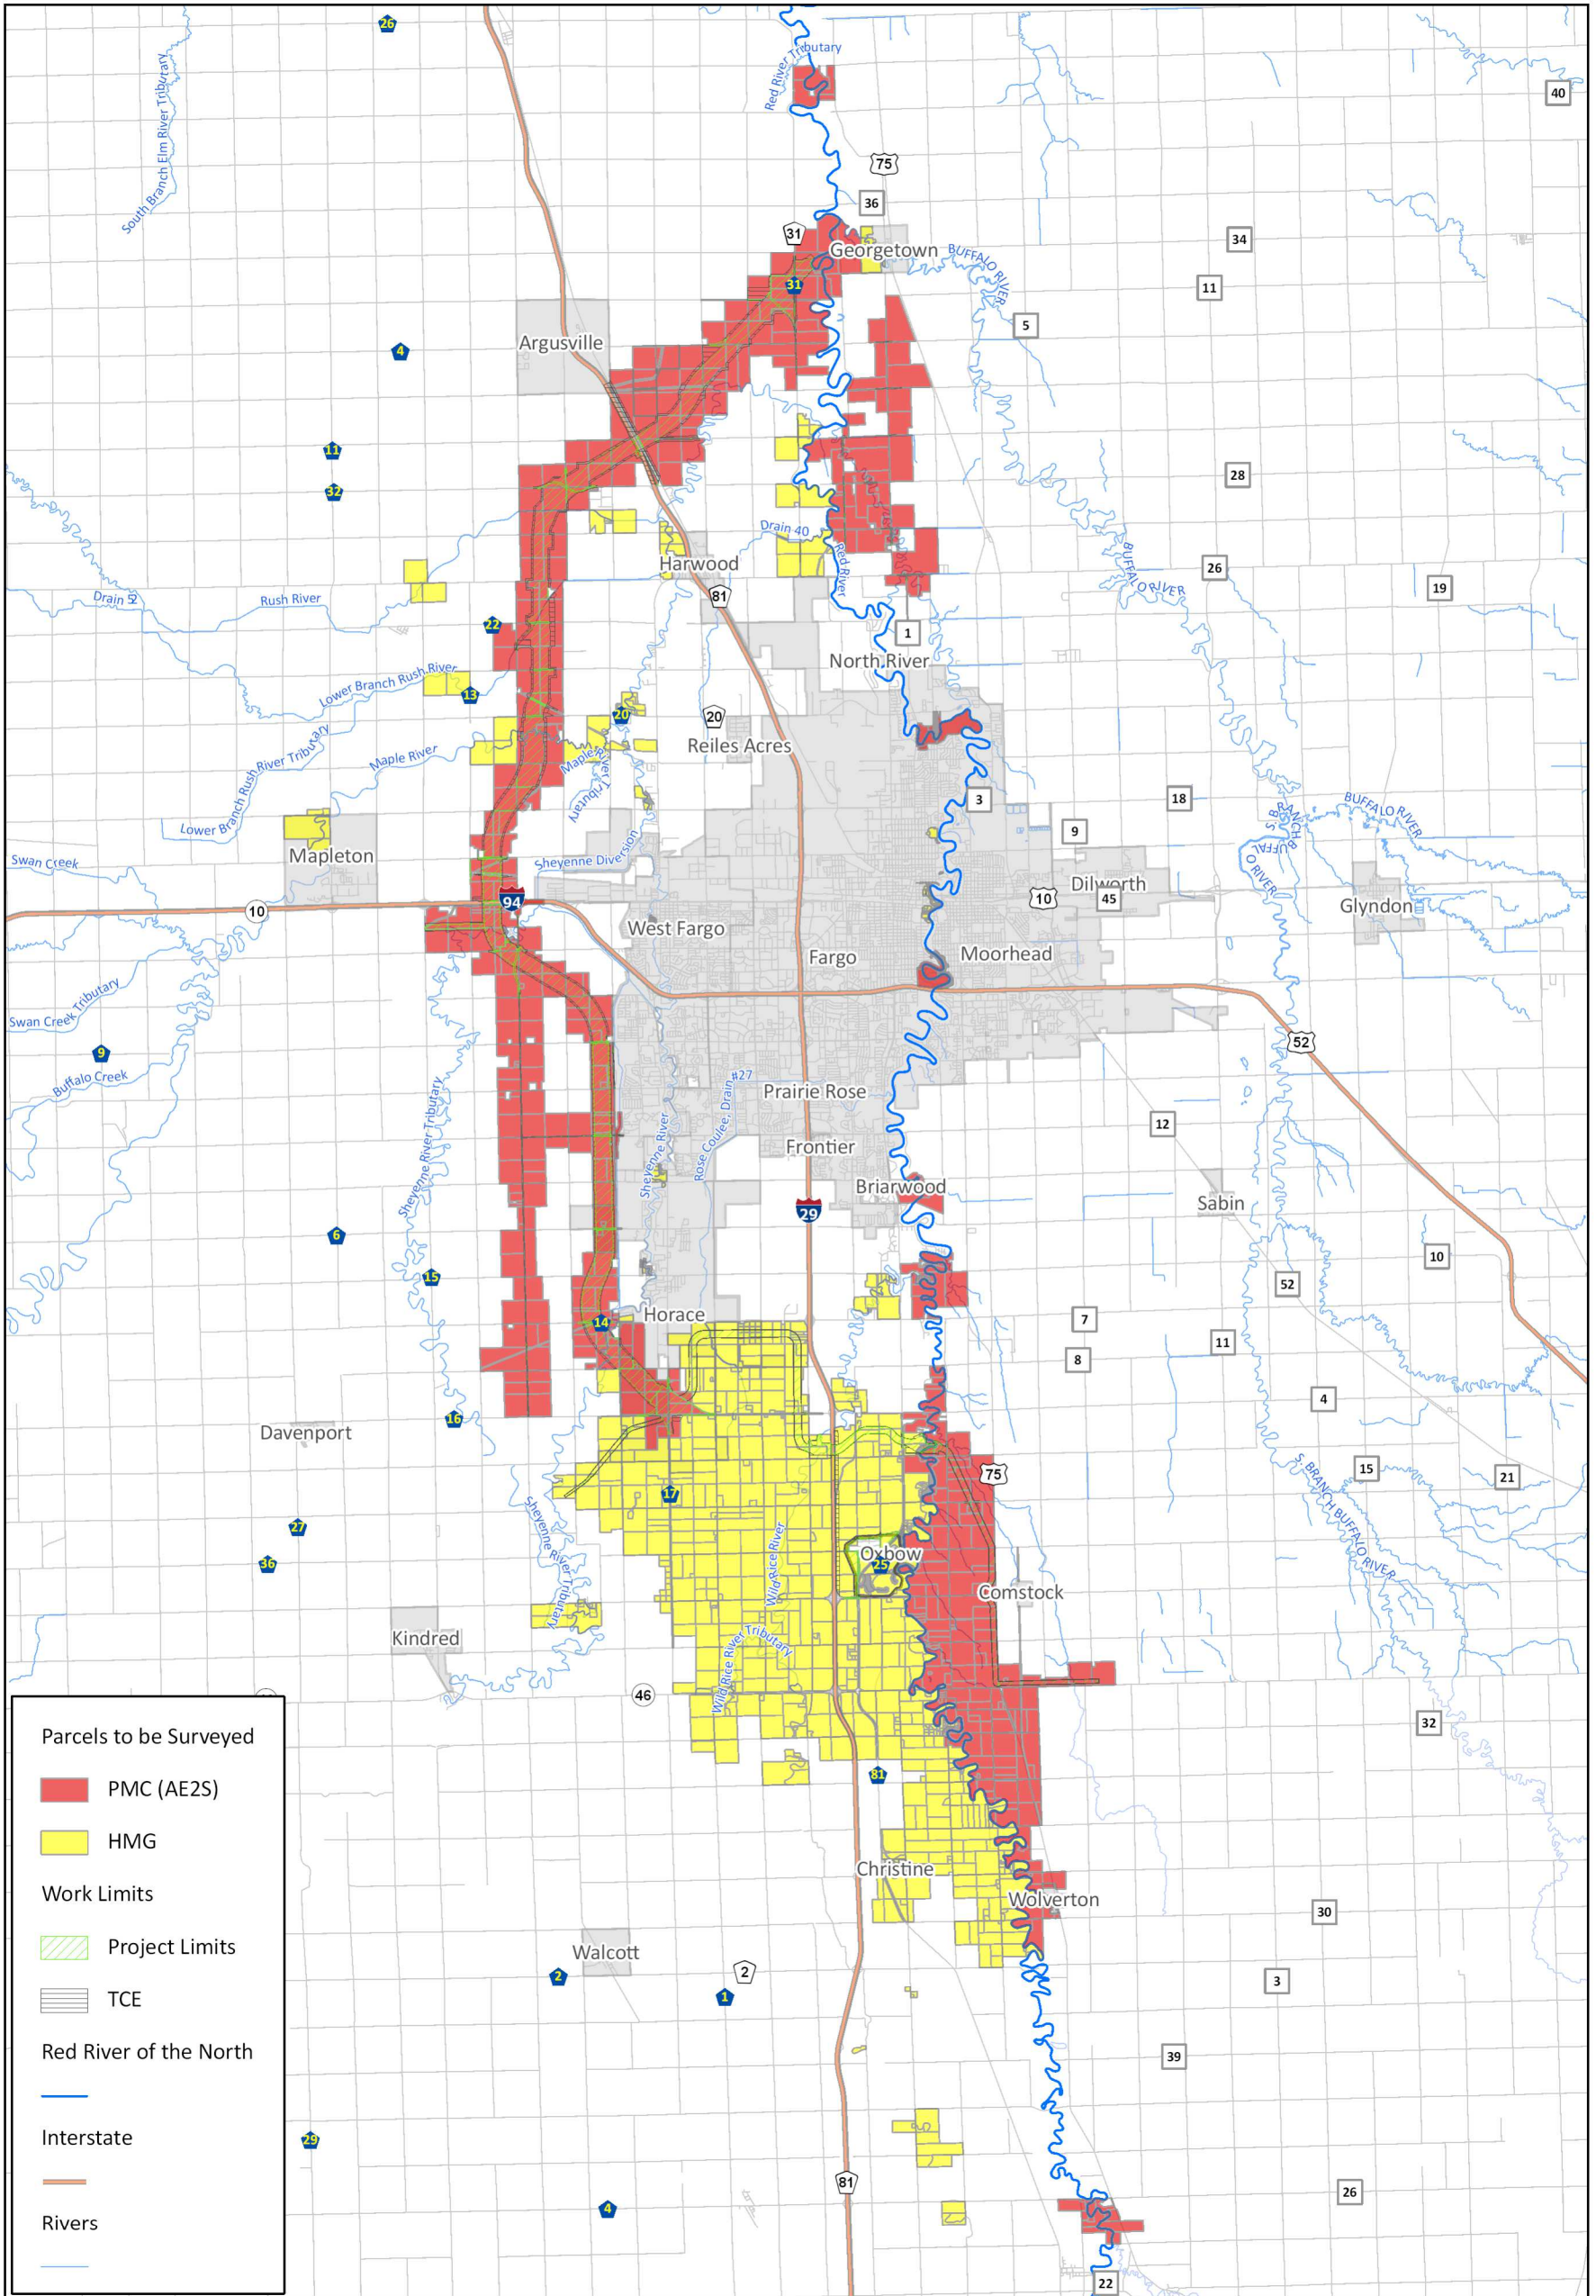 26
Red River Tributary
South Branch Elm River Tributary
40
75
36
31
Georgetown
BUFFALO RIVER
34
31
11
5
Argusville
4
11
32
28
Drain 40
Harwood
Red River
BUFFALO RIVER
26
19
81
Drain 52
Rush River
22
1
North River
Lower Branch Rush River
13
20
20
Reiles Acres
Maple River Tributary
Maple River
Lower Branch Rush River Tributary
3
18
9
BUFFALO RIVER
Mapleton
Swan Creek
Sheyenne Diversion
94
10
Dilworth
10
45
Glyndon
West Fargo
Fargo
Moorhead
Swan Creek Tributary
52
9
Buffalo Creek
Rose Coulee, Drain #27
Prairie Rose
Sheyenne River Tributary
Sheyenne River
12
Frontier
Briarwood
Sabin
29
6
15
10
52
Horace
14
7
8
11
4
16
Davenport
75
15
21
S. BRANCH BUFFALO RIVER
17
27
36
Sheyenne River Tributary
Wild Rice River
Oxbow
25
Comstock
Kindred
Wild Rice River Tributary
46
32
81
Christine
Wolverton
30
Walcott
2
2
1
3
39
29
81
26
4
22
Parcels to be Surveyed
PMC (AE2S)
HMG
Work Limits
Project Limits
TCE
Red River of the North
Interstate
Rivers